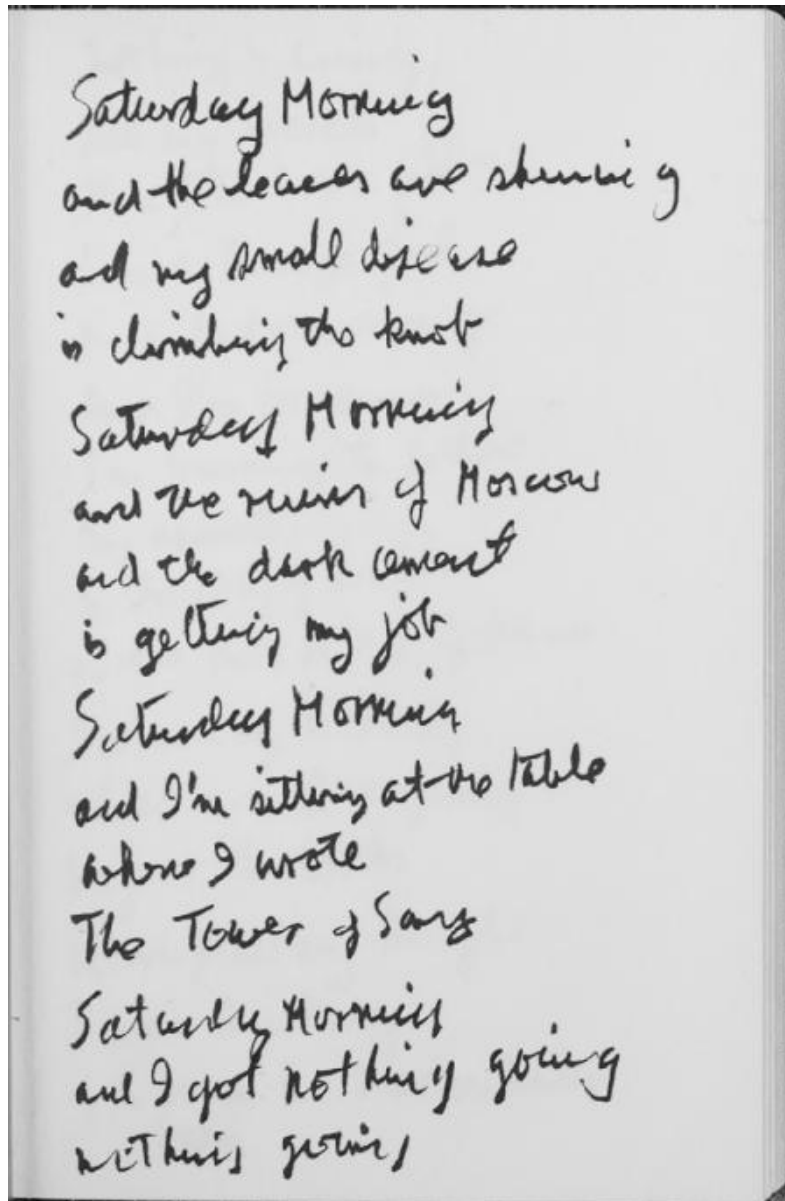 Saturday Morning
and the leaves are shining
and my small disease
is climbing the knob
Saturday Morning
and the ruins of Moscow
and the dark cement
is getting my job
Saturday Morning
and I'm sitting at the table
where I wrote
The Tower of Song
Saturday Morning
and I got nothing going
nothing going